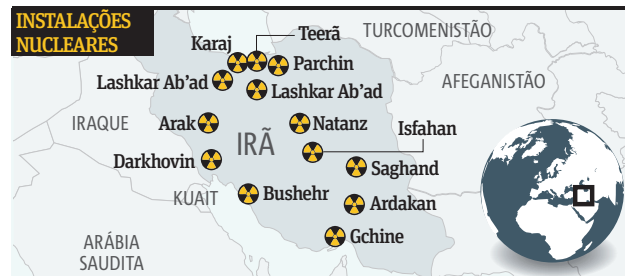 INSTALAÇÕES
NUCLEARES
Teerã
TURCOMENISTÃO
Karaj
Parchin
Lashkar Ab'ad
Lashkar Ab'ad
AFEGANISTÃO
IRAQUE
Arak
Natanz
Isfahan
IRÃ
Darkhovin
Saghand
KUAIT
Bushehr
Ardakan
Gchine
ARÁBIA
SAUDITA